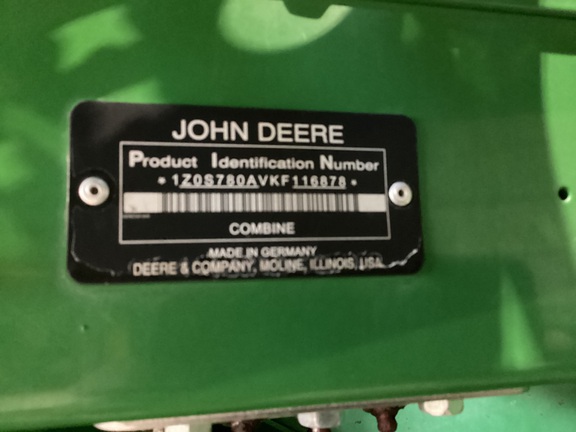 JOHN DEERE
Product Identification Number
*1Z0S780AVKF116878*
COMBINE
MADE IN GERMANY
DEERE & COMPANY, MOLINE, ILLINOIS, USA